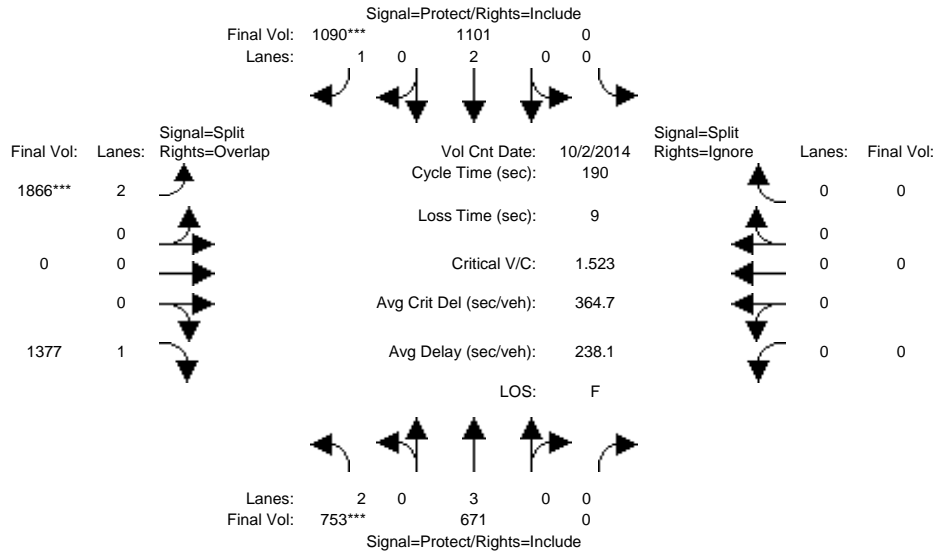 Signal=Protect/Rights=Include
Final Vol: 1090*** 1101 0
Lanes: 1 0 2 0 0
Signal=Split Signal=Split
Final Vol: Lanes: Rights=Overlap Vol Cnt Date: 10/2/2014 Rights=Ignore Lanes: Final Vol:
Cycle Time (sec): 190
1866*** 2 0 0
Loss Time (sec): 9
0 0
0 0 Critical V/C: 1.523 0 0
0 Avg Crit Del (sec/veh): 364.7 0
1377 1 Avg Delay (sec/veh): 238.1 0 0
LOS: F
Lanes: 2 0 3 0 0
Final Vol: 753*** 671 0
Signal=Protect/Rights=Include